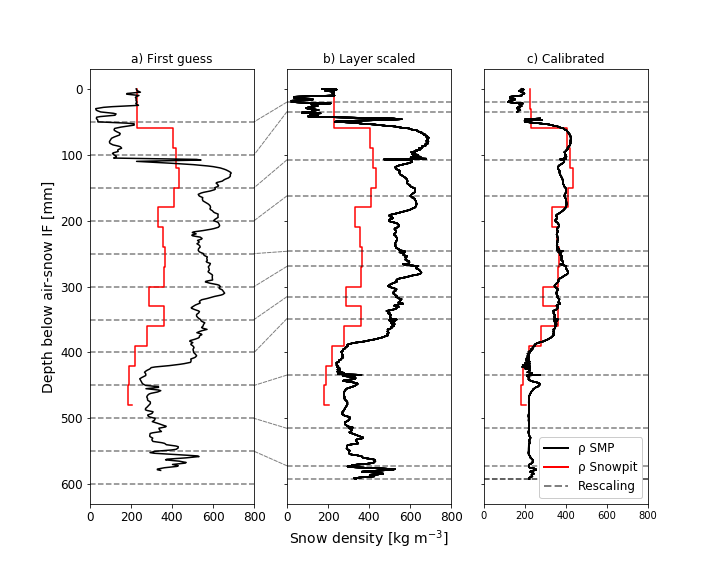 a) First guess
b) Layer scaled
c) Calibrated
0
100
200
300
400
500
600
Depth below air-snow IF [mm]
0 200 400 600 800
0 200 400 600 800
0 200 400 600 800
Snow density [kg m⁻³]
ρ SMP
ρ Snowpit
Rescaling